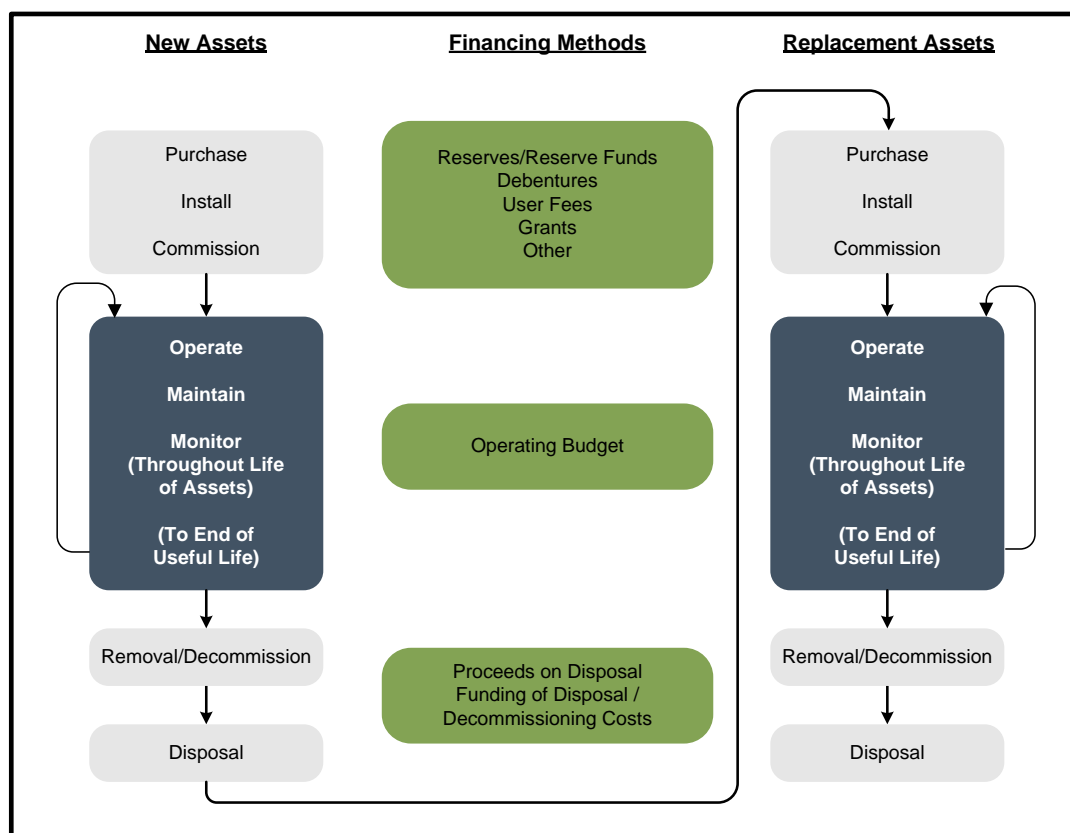 New Assets
Financing Methods
Replacement Assets
Purchase
Install
Commission
Operate
Maintain
Monitor
(Throughout Life
of Assets)
(To End of
Useful Life)
Removal/Decommission
Disposal
Reserves/Reserve Funds
Debentures
User Fees
Grants
Other
Operating Budget
Proceeds on Disposal
Funding of Disposal /
Decommissioning Costs
Purchase
Install
Commission
Operate
Maintain
Monitor
(Throughout Life
of Assets)
(To End of
Useful Life)
Removal/Decommission
Disposal